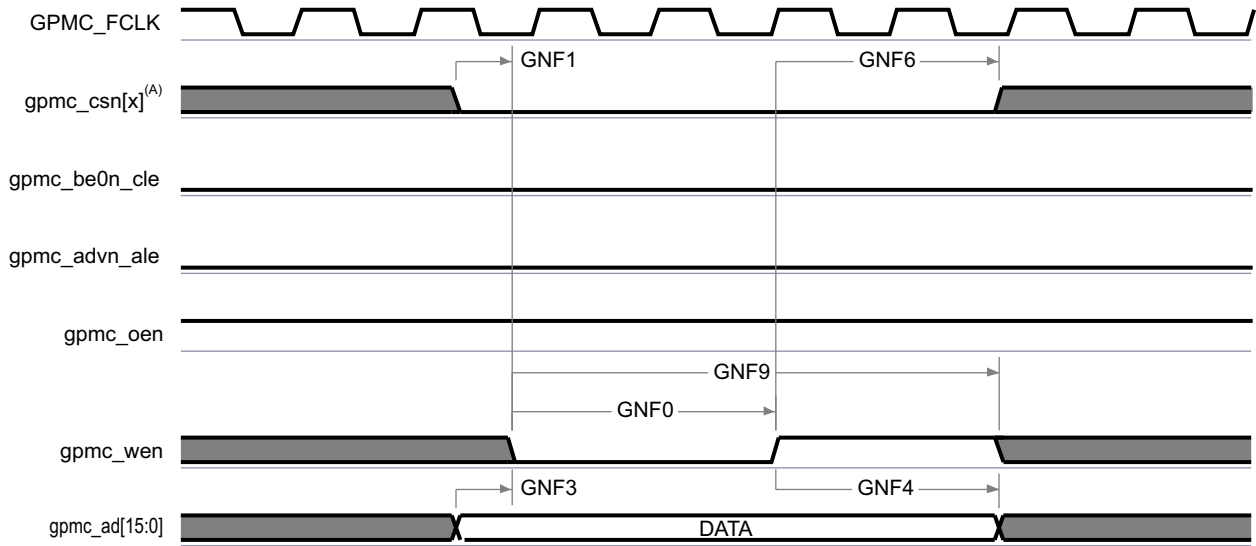 GPMC_FCLK
GNF1
GNF6
gpmc_csn[x](A)
gpmc_be0n_cle
gpmc_advn_ale
gpmc_oen
GNF9
GNF0
gpmc_wen
GNF3
GNF4
gpmc_ad[15:0]
DATA